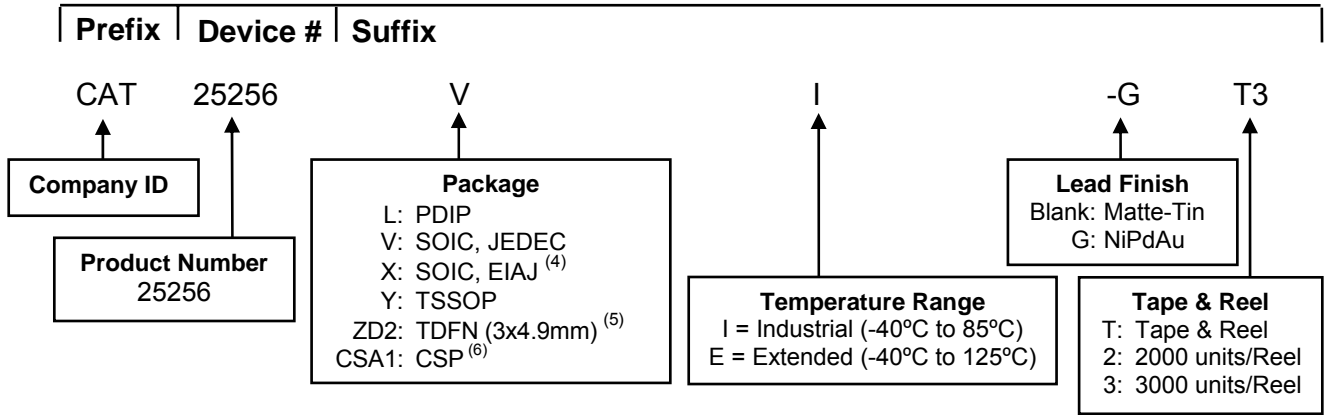 Prefix Device # Suffix
CAT 25256 V I -G T3
Company ID
Product Number
25256
Package
L: PDIP
V: SOIC, JEDEC
X: SOIC, EIAJ (4)
Y: TSSOP
ZD2: TDFN (3x4.9mm) (5)
CSA1: CSP (6)
Temperature Range
I = Industrial (-40ºC to 85ºC)
E = Extended (-40ºC to 125ºC)
Lead Finish
Blank: Matte-Tin
G: NiPdAu
Tape & Reel
T: Tape & Reel
2: 2000 units/Reel
3: 3000 units/Reel